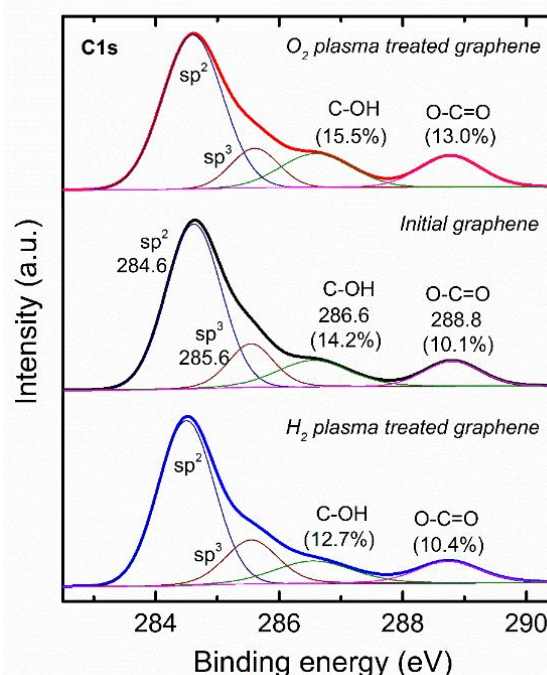 C1s
O₂ plasma treated graphene
sp²
sp³
C-OH
(15.5%)
O-C=O
(13.0%)
Initial graphene
sp²
284.6
sp³
285.6
C-OH
286.6
(14.2%)
O-C=O
288.8
(10.1%)
H₂ plasma treated graphene
sp²
sp³
C-OH
(12.7%)
O-C=O
(10.4%)
Intensity (a.u.)
284 286 288 290
Binding energy (eV)